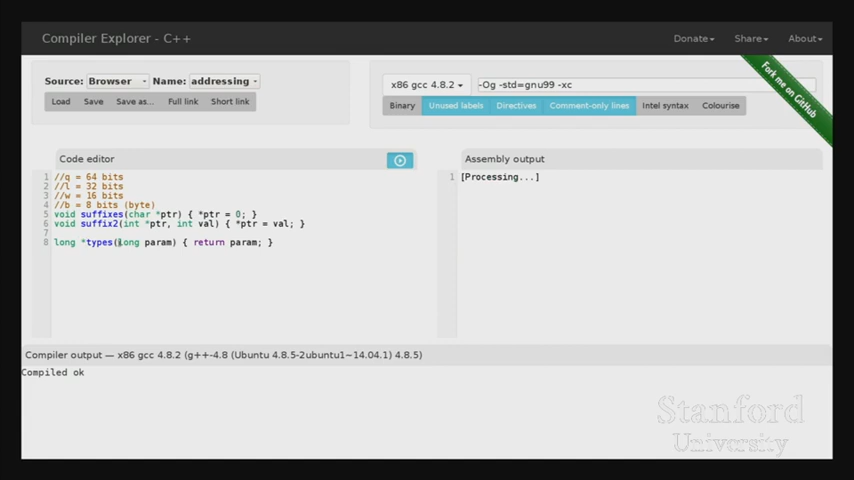 Compiler Explorer - C++
Donate
Share
About
Fork me on GitHub
Source: Browser Name: addressing
Load Save Save as... Full link Short link
x86 gcc 4.8.2 -Og -std=gnu99 -xc
Binary Unused labels Directives Comment-only lines Intel syntax Colourise
Code editor
1 //q = 64 bits
2 //l = 32 bits
3 //w = 16 bits
4 //b = 8 bits (byte)
5 void suffixes(char *ptr) { *ptr = 0; }
6 void suffix2(int *ptr, int val) { *ptr = val; }
7
8 long *types(long param) { return param; }
Assembly output
1 [Processing...]
Compiler output — x86 gcc 4.8.2 (g++-4.8 (Ubuntu 4.8.5-2ubuntu1~14.04.1) 4.8.5)
Compiled ok
Stanford
University